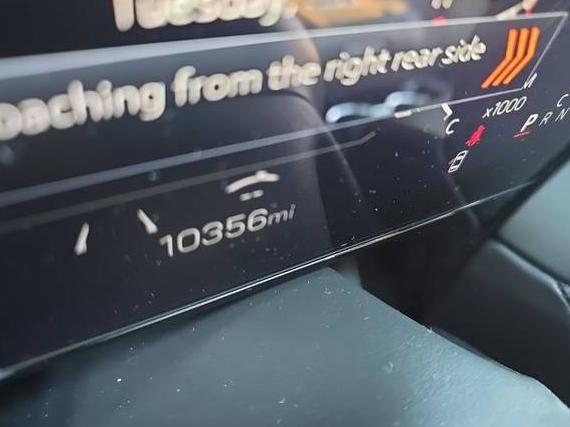 Tuesday,
oaching from the right rear side
x1000
C
P R N
C
10356mi